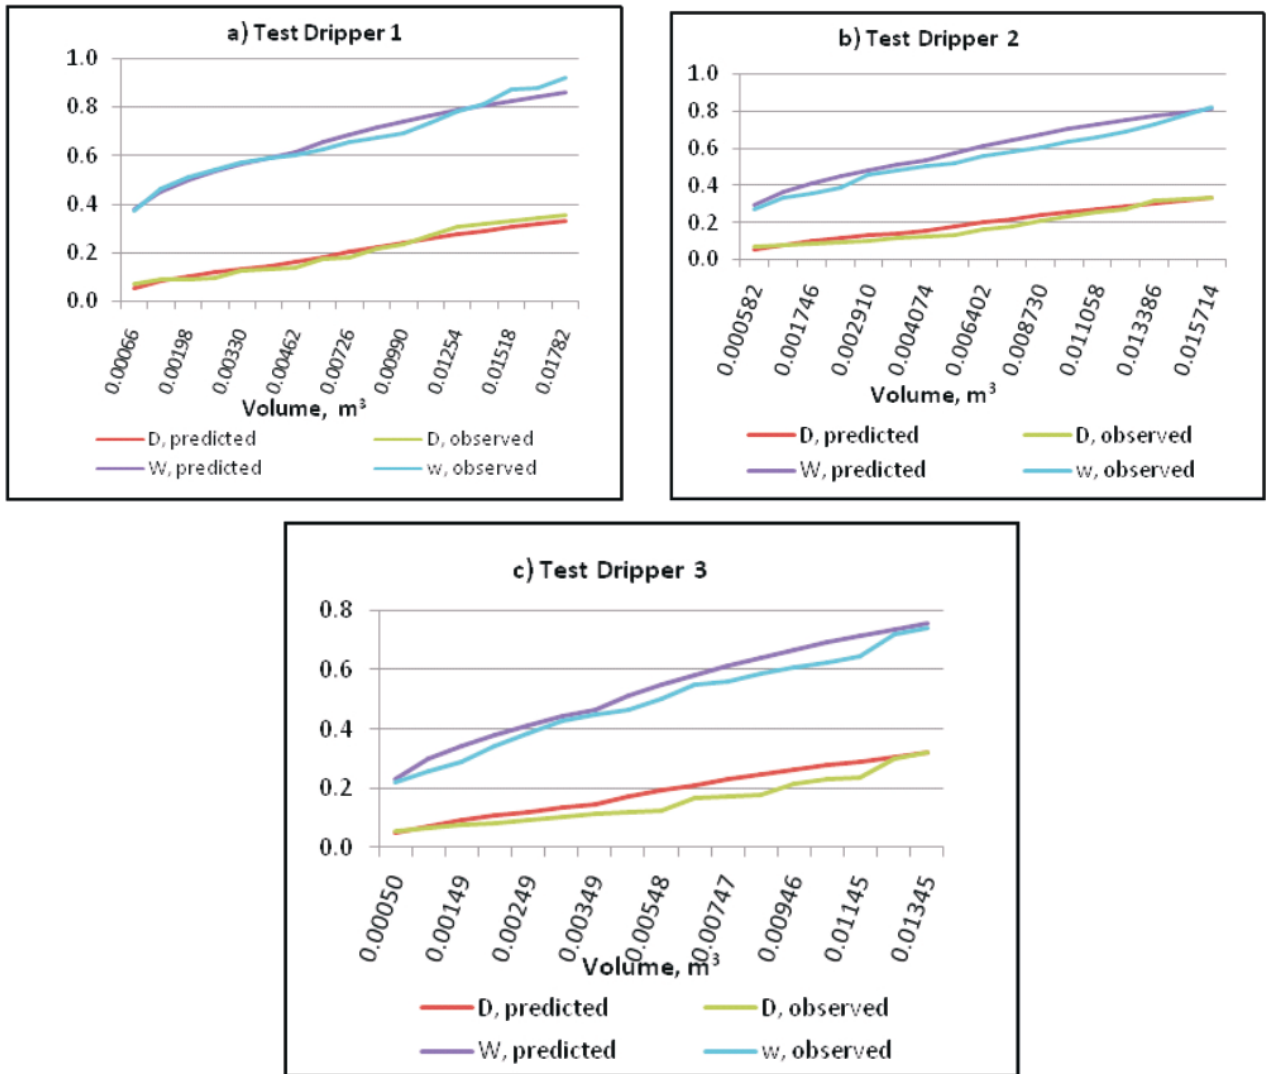 a) Test Dripper 1
1.0
0.8
0.6
0.4
0.2
0.0
0.00066 0.00198 0.00330 0.00462 0.00726 0.00990 0.01254 0.01518 0.01782
Volume, m³
D, predicted D, observed
W, predicted w, observed
b) Test Dripper 2
1.0
0.8
0.6
0.4
0.2
0.0
0.000582 0.001746 0.002910 0.004074 0.006402 0.008730 0.011058 0.013386 0.015714
Volume, m³
D, predicted D, observed
W, predicted w, observed
c) Test Dripper 3
0.8
0.6
0.4
0.2
0.0
0.00050 0.00149 0.00249 0.00349 0.00548 0.00747 0.00946 0.01145 0.01345
Volume, m³
D, predicted D, observed
W, predicted w, observed